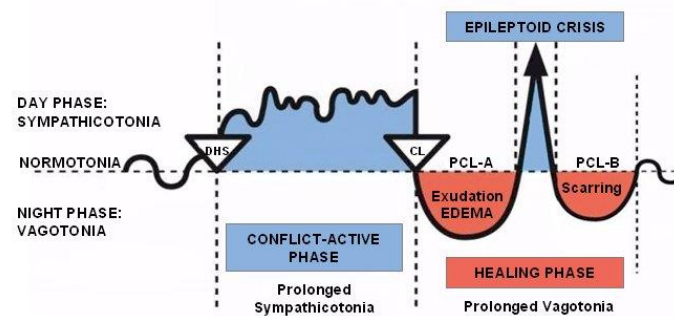 EPILEPTOID CRISIS
DAY PHASE:
SYMPATHICOTONIA
DHS
CL
NORMOTONIA
PCL-A
PCL-B
Exudation
EDEMA
Scarring
NIGHT PHASE:
VAGOTONIA
CONFLICT-ACTIVE
PHASE
HEALING PHASE
Prolonged
Sympathicotonia
Prolonged Vagotonia